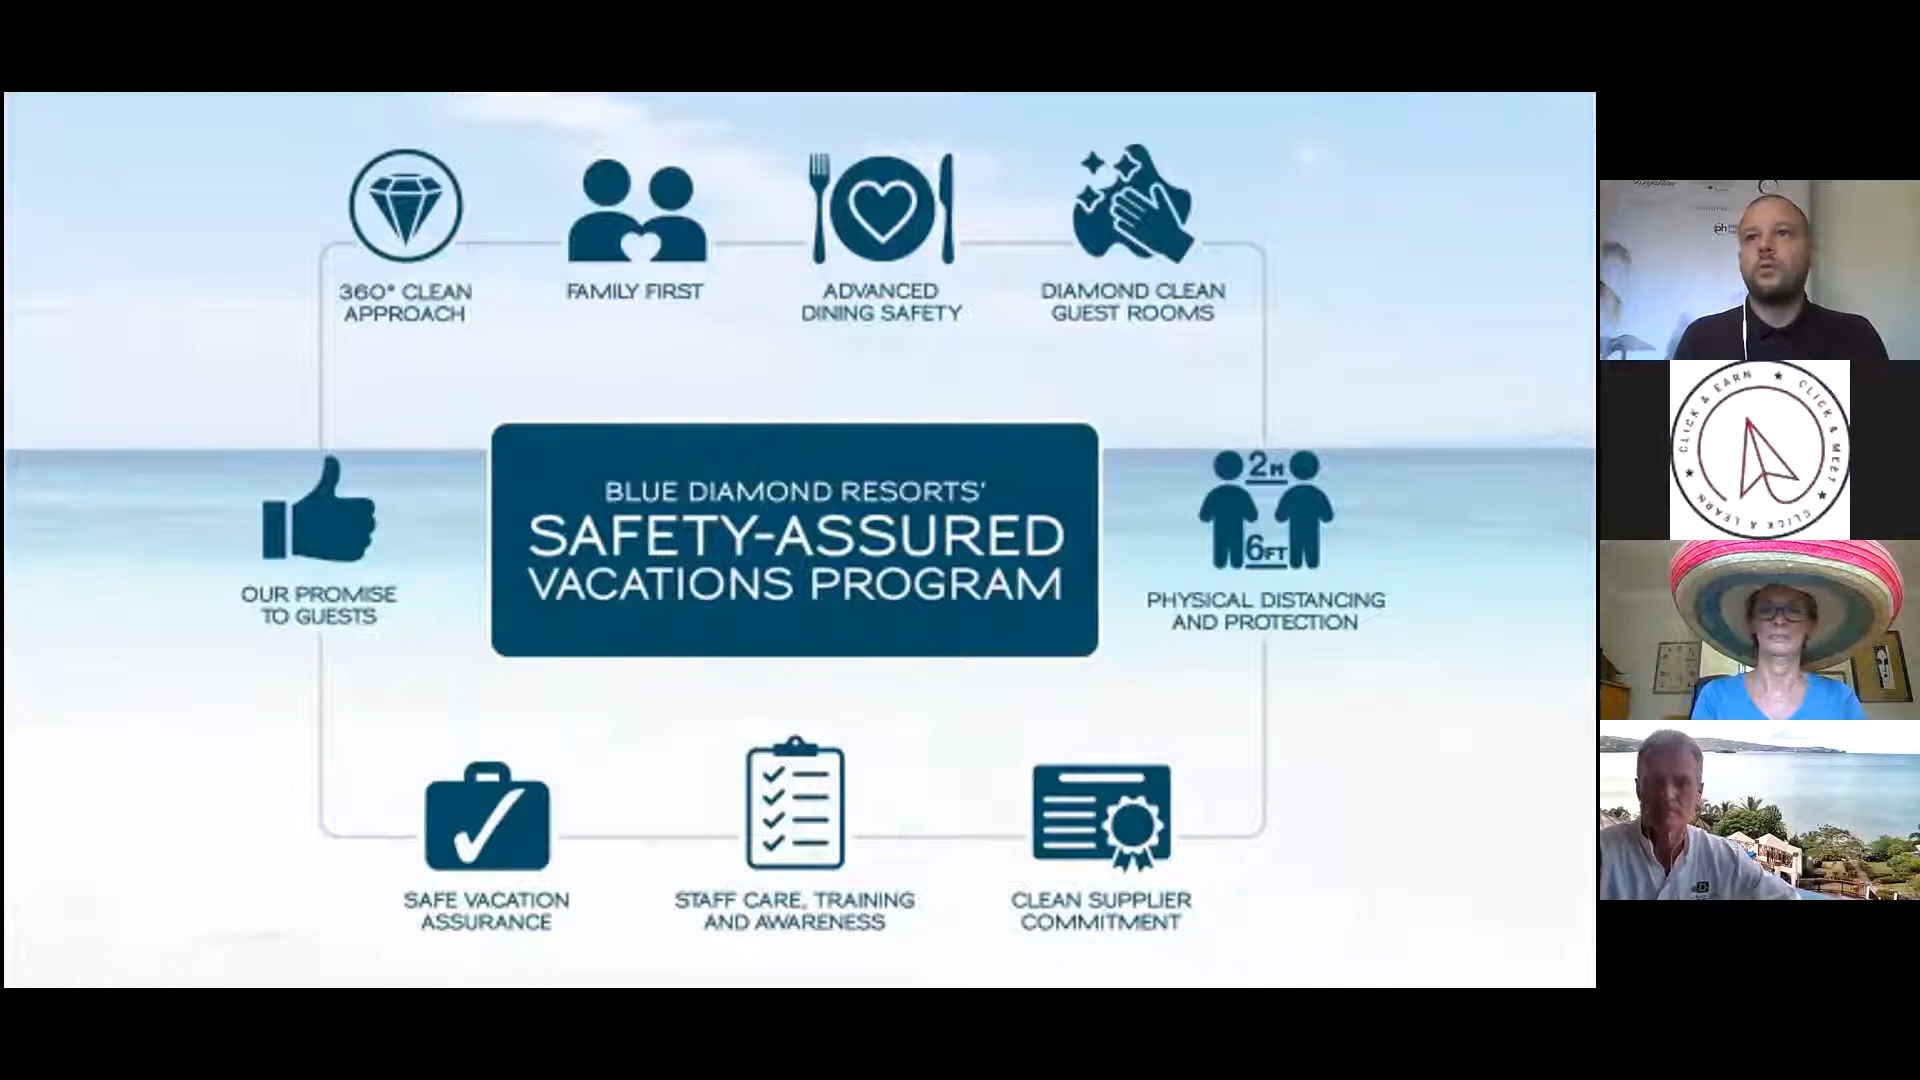 360° CLEAN
APPROACH
FAMILY FIRST
ADVANCED
DINING SAFETY
DIAMOND CLEAN
GUEST ROOMS
OUR PROMISE
TO GUESTS
BLUE DIAMOND RESORTS'
SAFETY-ASSURED
VACATIONS PROGRAM
2M
6FT
PHYSICAL DISTANCING
AND PROTECTION
SAFE VACATION
ASSURANCE
STAFF CARE, TRAINING
AND AWARENESS
CLEAN SUPPLIER
COMMITMENT
ph
CLICK & EARN ★ CLICK & MEET ★ CLICK & LEARN ★